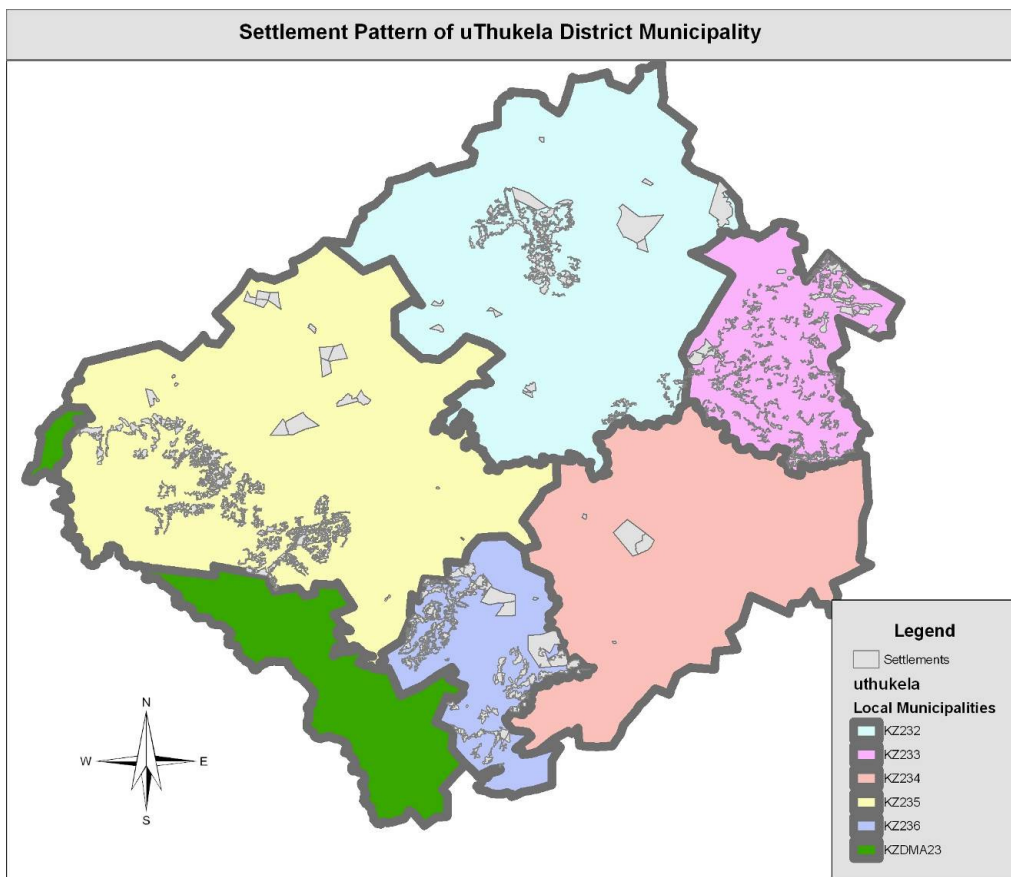 Settlement Pattern of uThukela District Municipality
N
W
E
S
Legend
Settlements
uthukela
Local Municipalities
KZ232
KZ233
KZ234
KZ235
KZ236
KZDMA23